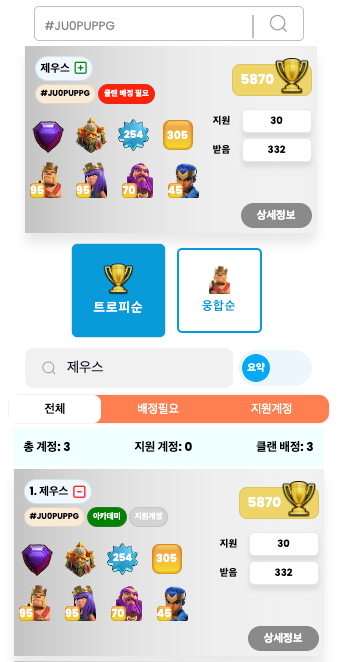 #JU0PUPPG
제우스
5870
#JU0PUPPG 클랜 배정 필요
254 305
지원 30
받음 332
95 95 70 45
상세정보
트로피순 웅합순
제우스 요약
전체 배정필요 지원계정
총 계정: 3 지원 계정: 0 클랜 배정: 3
1. 제우스
5870
#JU0PUPPG 아카데미 지원계정
254 305
지원 30
받음 332
95 95 70 45
상세정보